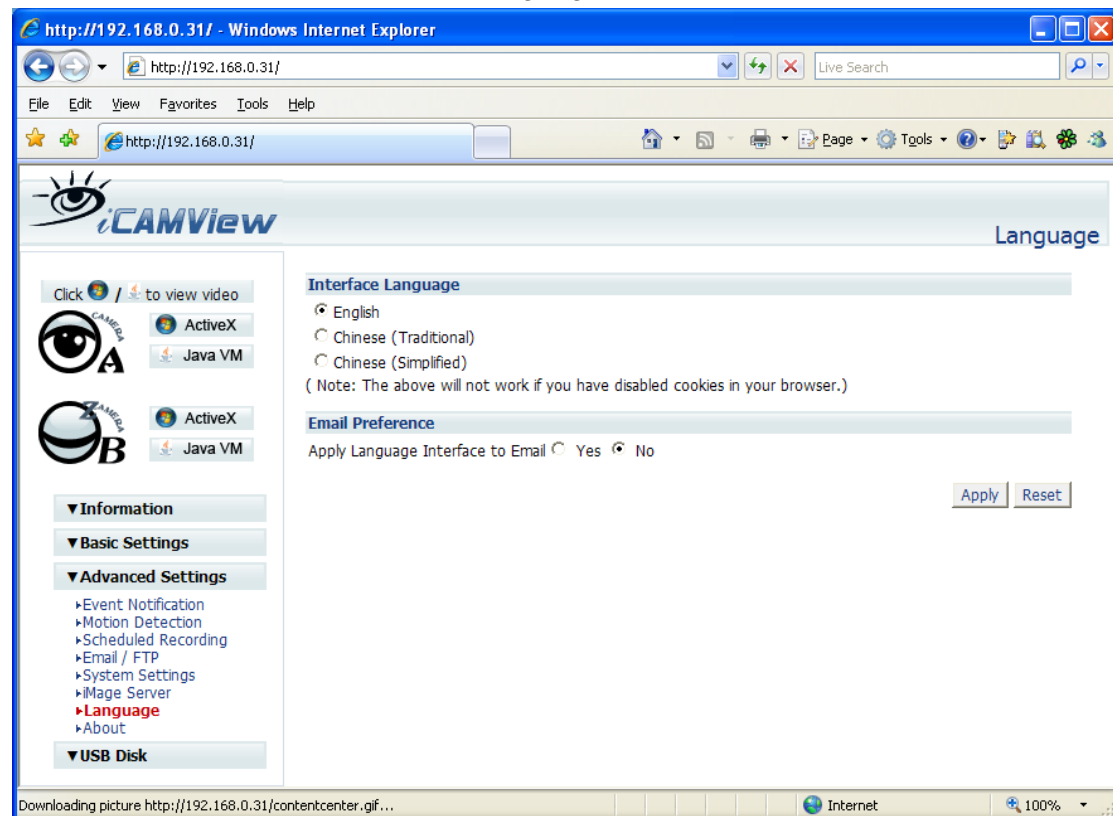 http://192.168.0.31/ - Windows Internet Explorer
http://192.168.0.31/
Live Search
File Edit View Favorites Tools Help
http://192.168.0.31/
Page Tools
iCAMView
Language
Click / to view video
CAMERA
A
ActiveX
Java VM
ZAMERA
B
ActiveX
Java VM
▼Information
▼Basic Settings
▼Advanced Settings
Event Notification
Motion Detection
Scheduled Recording
Email / FTP
System Settings
iMage Server
Language
About
▼USB Disk
Interface Language
English
Chinese (Traditional)
Chinese (Simplified)
( Note: The above will not work if you have disabled cookies in your browser.)
Email Preference
Apply Language Interface to Email Yes No
Apply Reset
Downloading picture http://192.168.0.31/contentcenter.gif...
Internet
100%